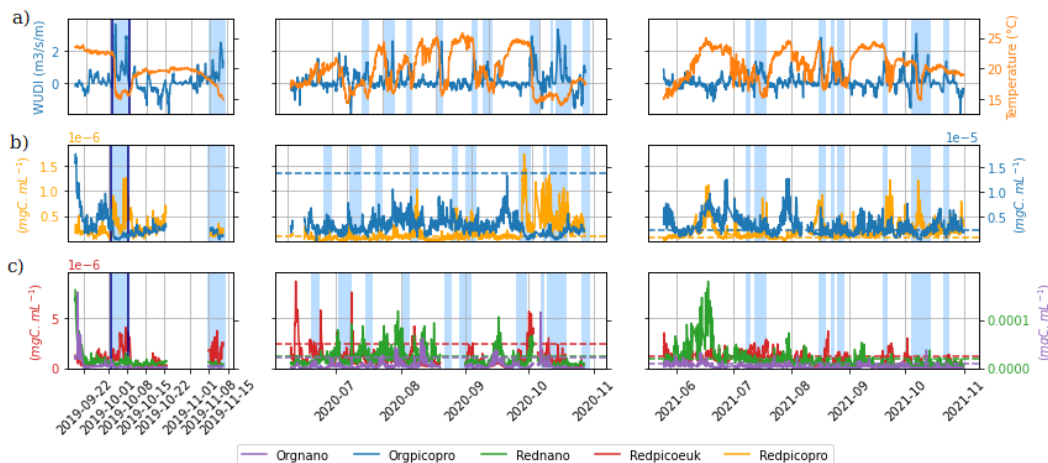 a)
WUDI (m3/s/m)
2
0
25
20
15
Temperature (°C)
b)
1e-6
1e-5
1.5
1.0
0.5
(mgC. mL⁻¹)
1.5
1.0
0.5
(mgC. mL⁻¹)
c)
1e-6
5
0
(mgC. mL⁻¹)
0.0001
0.0000
(mgC. mL⁻¹)
2019-09-22
2019-10-01
2019-10-08
2019-10-15
2019-10-22
2019-11-01
2019-11-08
2019-11-15
2020-07
2020-08
2020-09
2020-10
2020-11
2021-06
2021-07
2021-08
2021-09
2021-10
2021-11
Orgnano
Orgpicopro
Rednano
Redpicoeuk
Redpicopro